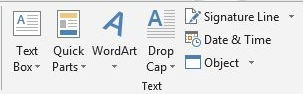 Text
Box
Quick
Parts
WordArt
Drop
Cap
Signature Line
Date & Time
Object
Text